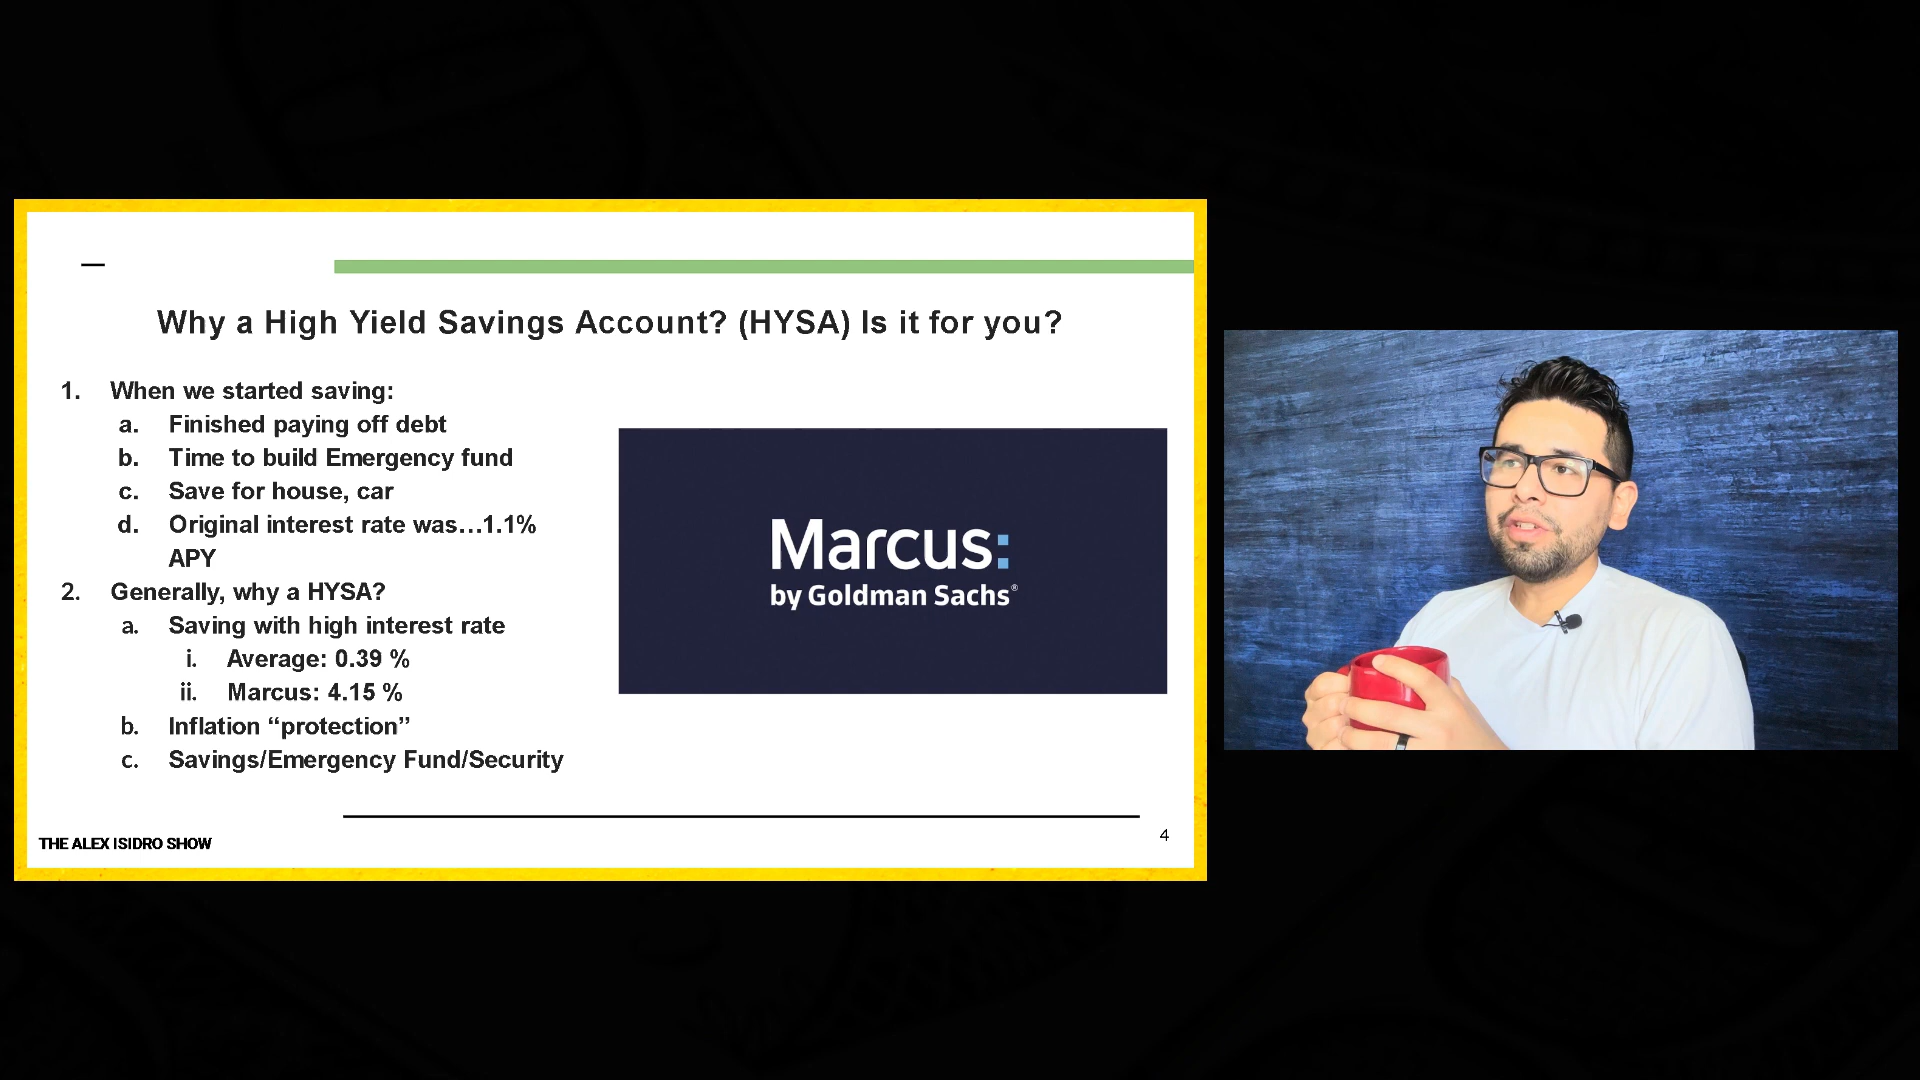 Why a High Yield Savings Account? (HYSA) Is it for you?
1. When we started saving:
a. Finished paying off debt
b. Time to build Emergency fund
c. Save for house, car
d. Original interest rate was…1.1%
APY
2. Generally, why a HYSA?
a. Saving with high interest rate
i. Average: 0.39 %
ii. Marcus: 4.15 %
b. Inflation “protection”
c. Savings/Emergency Fund/Security
Marcus:
by Goldman Sachs®
THE ALEX ISIDRO SHOW
4